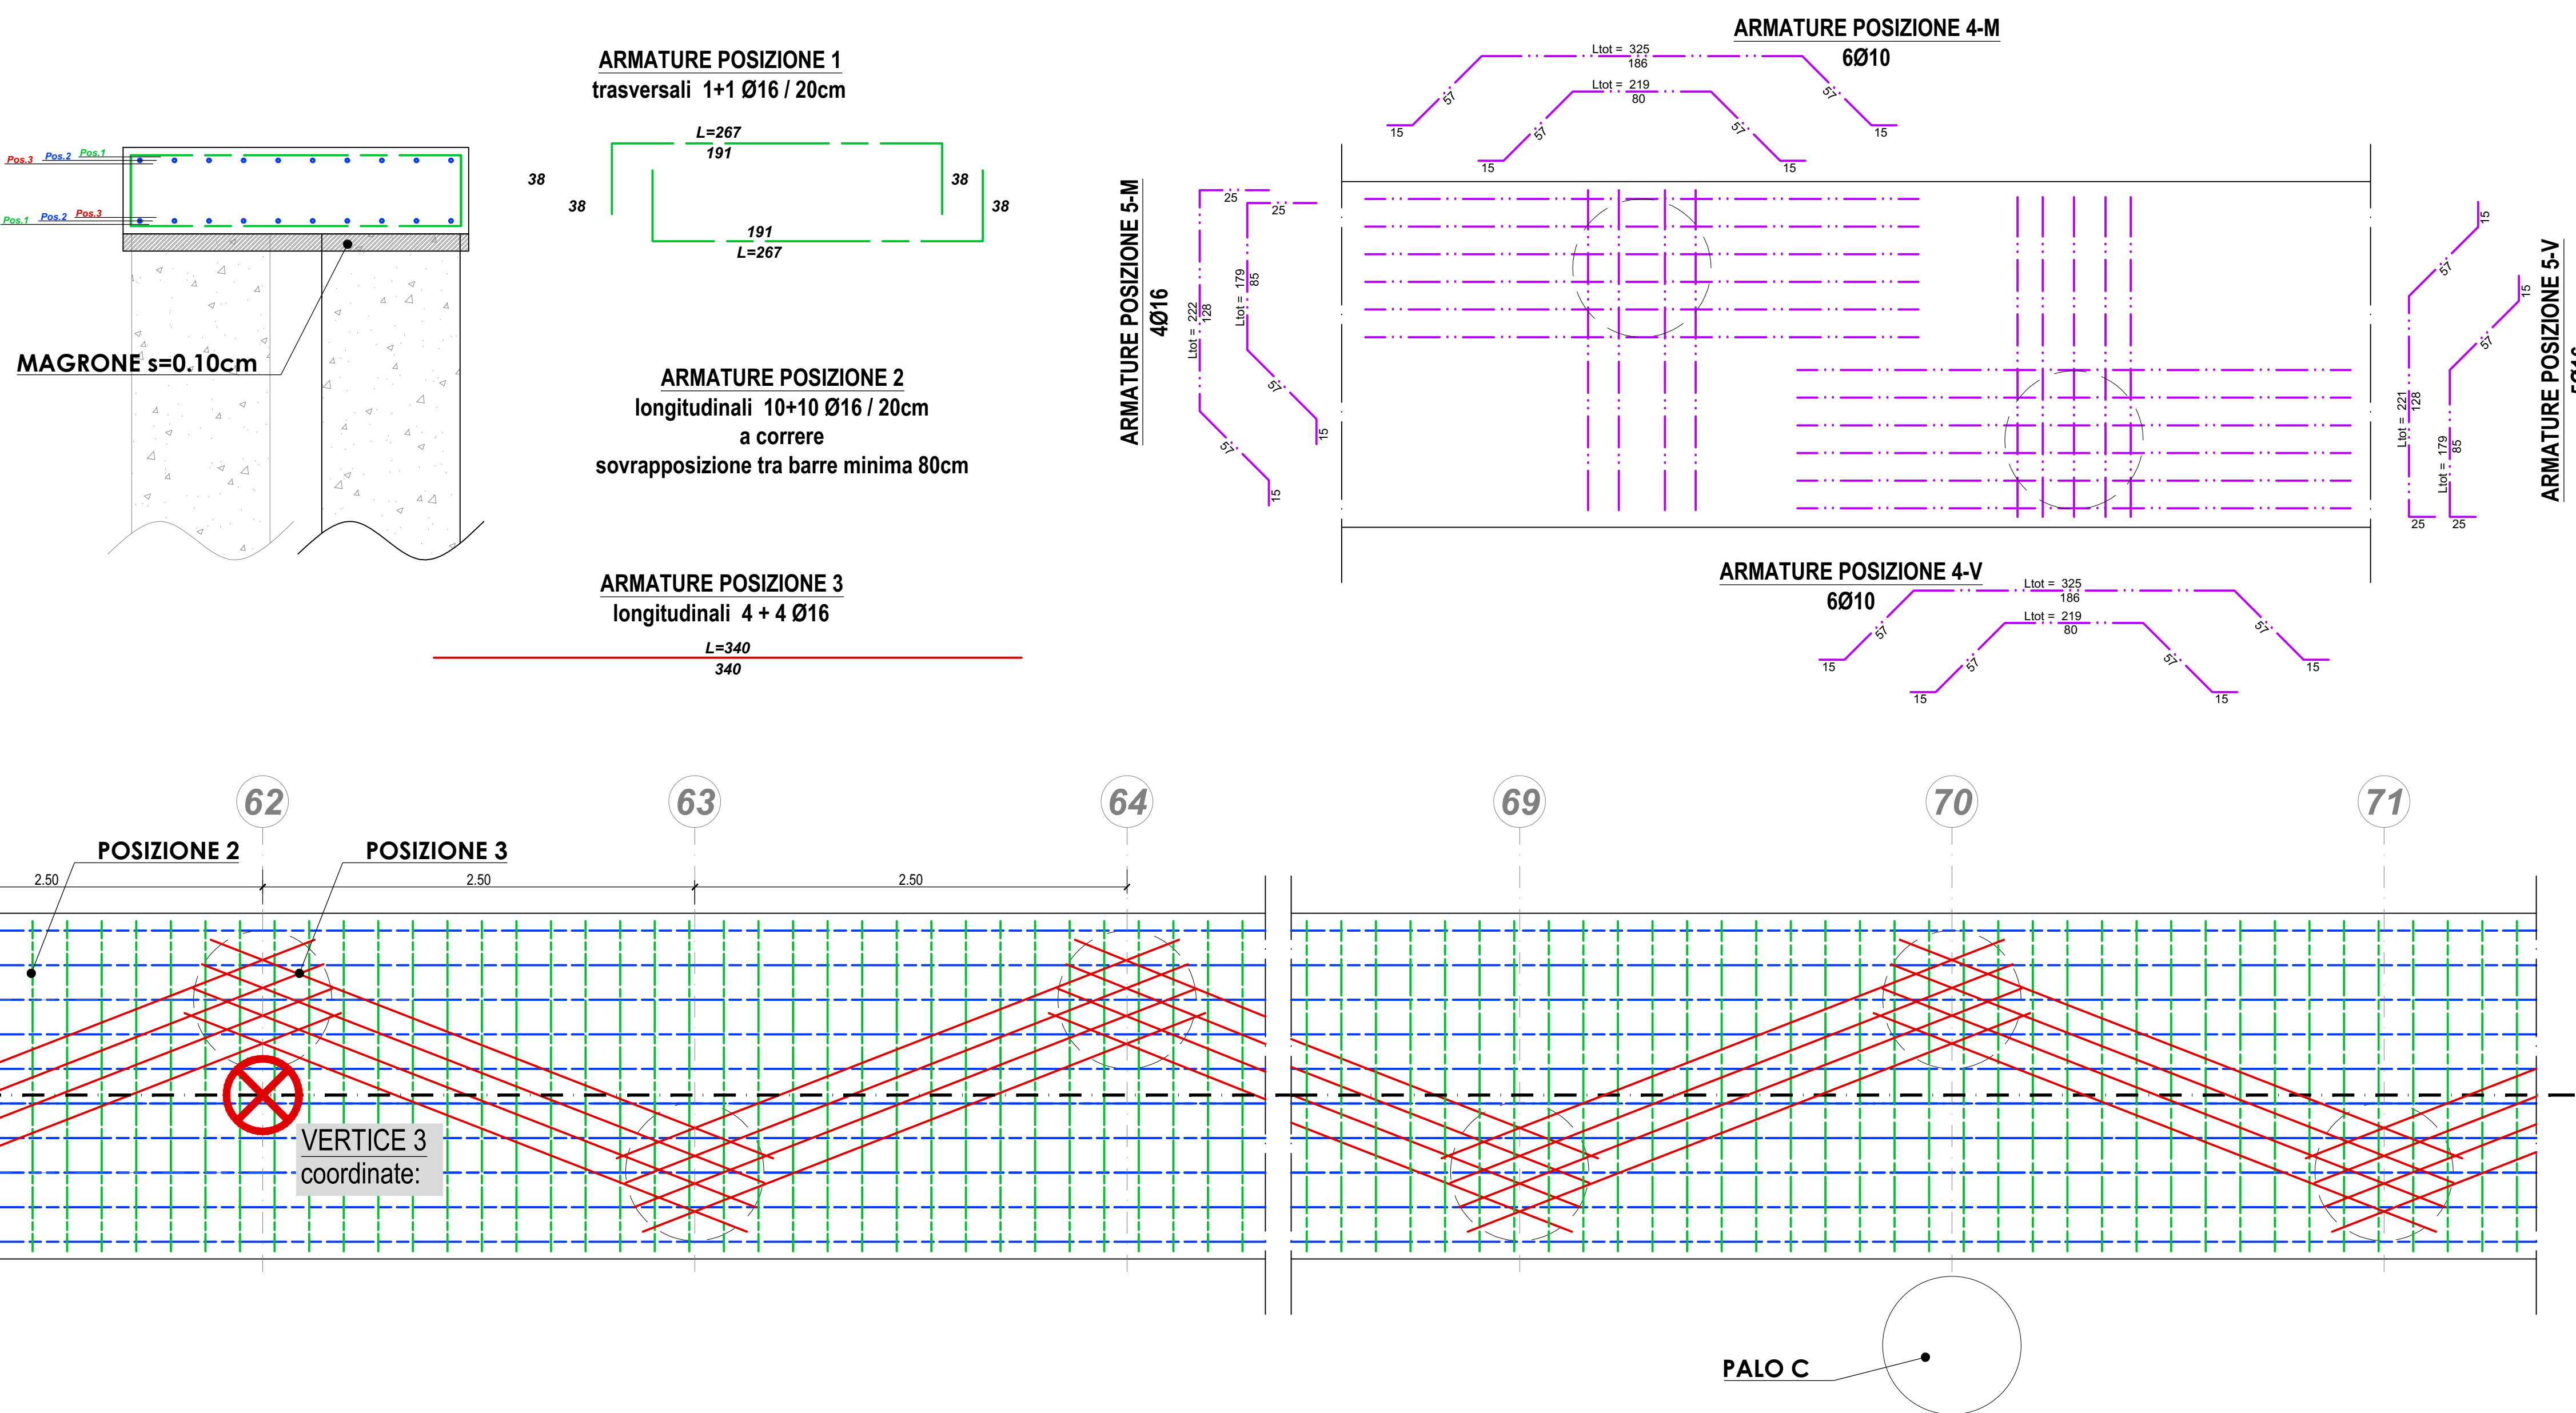 ARMATURE POSIZIONE 1
trasversali 1+1 Ø16 / 20cm
L=267
191
38
38
38
38
191
L=267
Pos.3 Pos.2 Pos.1
Pos.1 Pos.2 Pos.3
MAGRONE s=0.10cm
ARMATURE POSIZIONE 2
longitudinali 10+10 Ø16 / 20cm
a correre
sovrapposizione tra barre minima 80cm
ARMATURE POSIZIONE 3
longitudinali 4 + 4 Ø16
L=340
340
ARMATURE POSIZIONE 4-M
6Ø10
Ltot = 325
186
57
57
15
15
Ltot = 219
80
57
57
15
15
ARMATURE POSIZIONE 5-M
4Ø16
25
Ltot = 222
128
57
15
25
Ltot = 179
85
57
15
ARMATURE POSIZIONE 5-V
15
57
Ltot = 221
128
25
15
57
Ltot = 179
85
25
ARMATURE POSIZIONE 4-V
6Ø10
Ltot = 325
186
57
57
15
15
Ltot = 219
80
57
57
15
15
62
63
64
69
70
71
POSIZIONE 2
POSIZIONE 3
2.50
2.50
2.50
VERTICE 3
coordinate:
PALO C